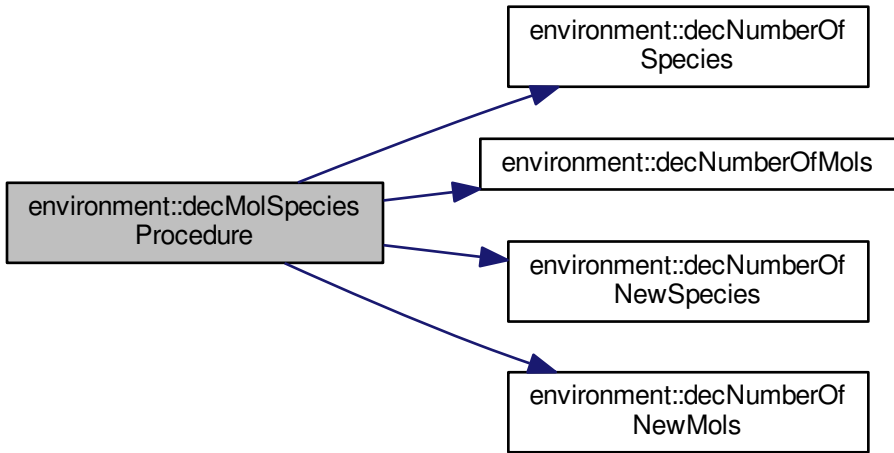 environment::decMolSpecies
Procedure
environment::decNumberOf
Species
environment::decNumberOfMols
environment::decNumberOf
NewSpecies
environment::decNumberOf
NewMols